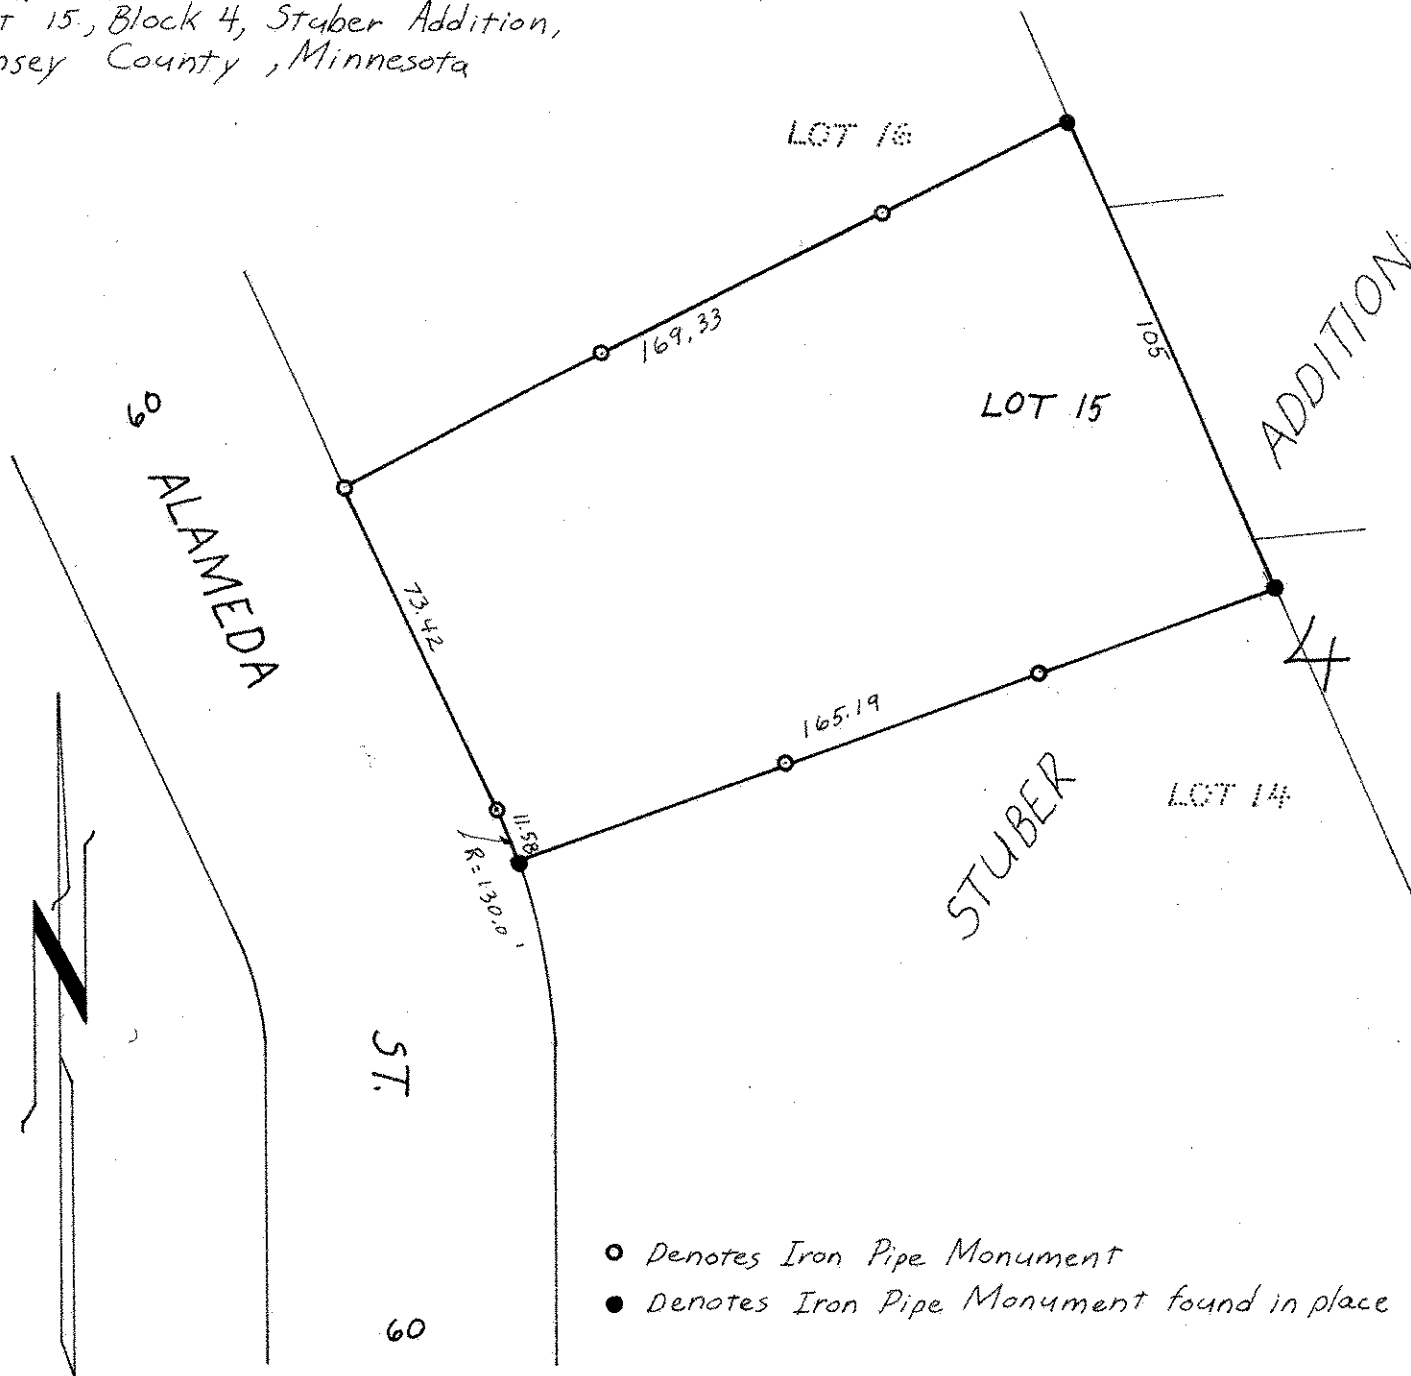 T 15, Block 4, Stuber Addition,
nsey County, Minnesota
LOT 16
169.33
105
ADDITION
LOT 15
60
ALAMEDA
73.42
4
165.19
11.58
R=130.0'
STUBER
LOT 14
N
ST.
Denotes Iron Pipe Monument
Denotes Iron Pipe Monument found in place
60